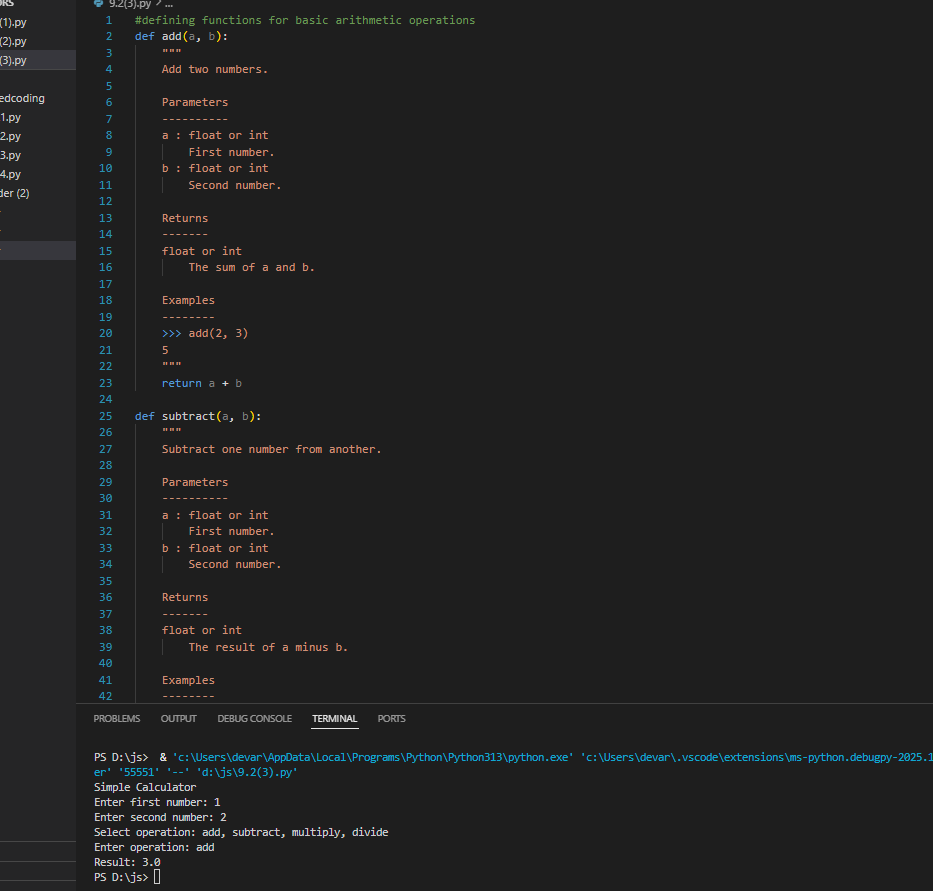 (1).py
(2).py
(3).py
edcoding
1.py
2.py
3.py
4.py
der (2)
9.2(3).py > ...
1 #defining functions for basic arithmetic operations
2 def add(a, b):
3 """
4 Add two numbers.
5
6 Parameters
7 ----------
8 a : float or int
9 First number.
10 b : float or int
11 Second number.
12
13 Returns
14 -------
15 float or int
16 The sum of a and b.
17
18 Examples
19 --------
20 >>> add(2, 3)
21 5
22 """
23 return a + b
24
25 def subtract(a, b):
26 """
27 Subtract one number from another.
28
29 Parameters
30 ----------
31 a : float or int
32 First number.
33 b : float or int
34 Second number.
35
36 Returns
37 -------
38 float or int
39 The result of a minus b.
40
41 Examples
42 --------
PROBLEMS OUTPUT DEBUG CONSOLE TERMINAL PORTS
PS D:\js> & 'c:\Users\devar\AppData\Local\Programs\Python\Python313\python.exe' 'c:\Users\devar\.vscode\extensions\ms-python.debugpy-2025.1
er' '55551' '--' 'd:\js\9.2(3).py'
Simple Calculator
Enter first number: 1
Enter second number: 2
Select operation: add, subtract, multiply, divide
Enter operation: add
Result: 3.0
PS D:\js>